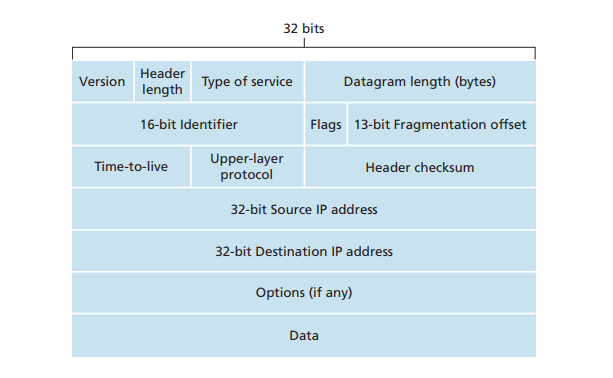 32 bits
Version
Header
length
Type of service
Datagram length (bytes)
16-bit Identifier
Flags
13-bit Fragmentation offset
Time-to-live
Upper-layer
protocol
Header checksum
32-bit Source IP address
32-bit Destination IP address
Options (if any)
Data